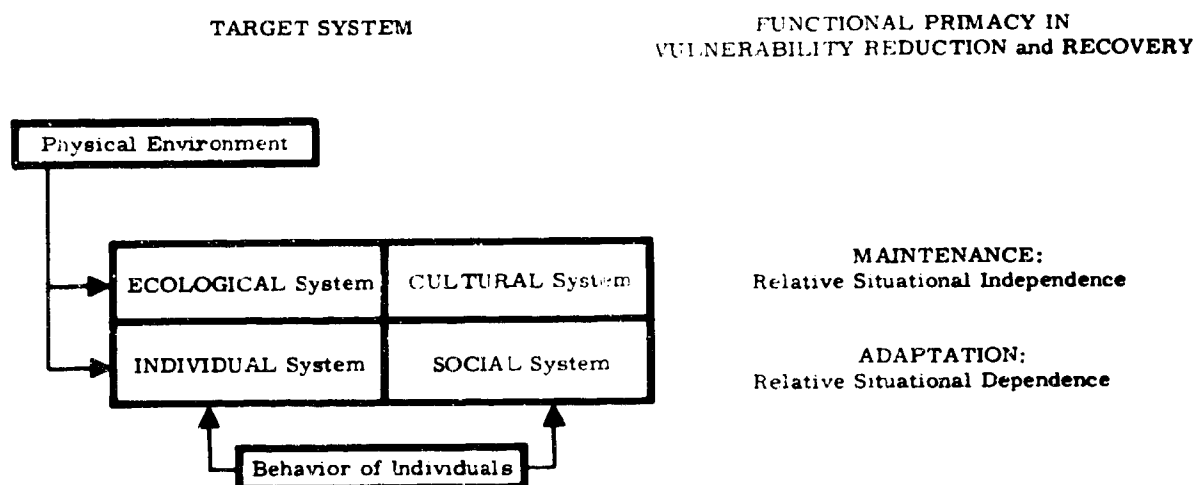 TARGET SYSTEM
FUNCTIONAL PRIMACY IN
VULNERABILITY REDUCTION and RECOVERY
Physical Environment
ECOLOGICAL System
CULTURAL System
MAINTENANCE:
Relative Situational Independence
INDIVIDUAL System
SOCIAL System
ADAPTATION:
Relative Situational Dependence
Behavior of Individuals